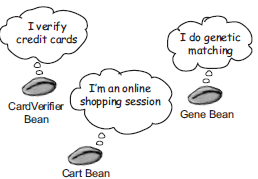 I verify
credit cards
I do genetic
matching
I'm an online
shopping session
CardVerifier
Bean
Gene Bean
Cart Bean